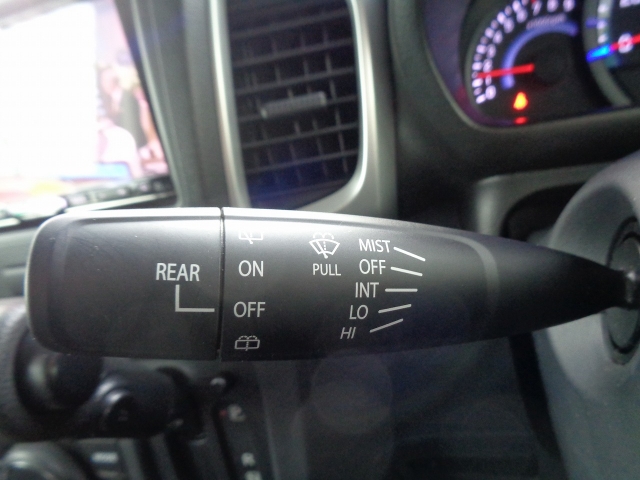 REAR
ON
OFF
PULL
MIST
OFF
INT
LO
HI